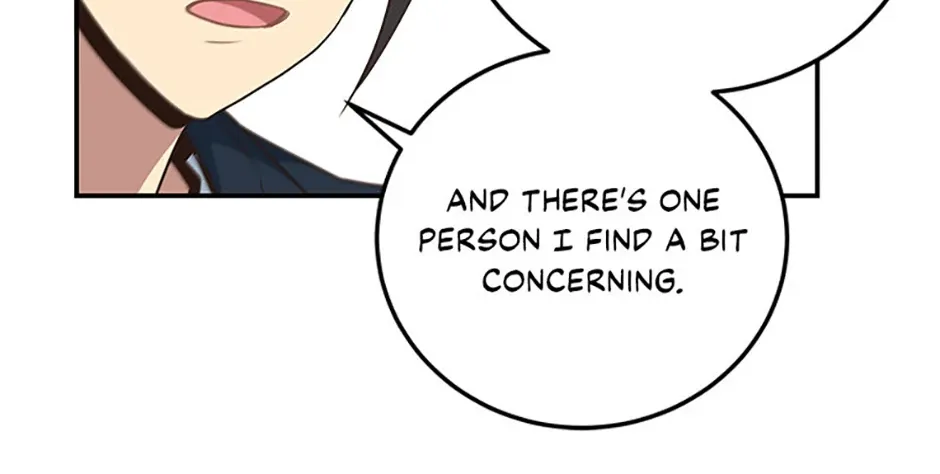 AND THERE'S ONE
PERSON I FIND A BIT
CONCERNING.